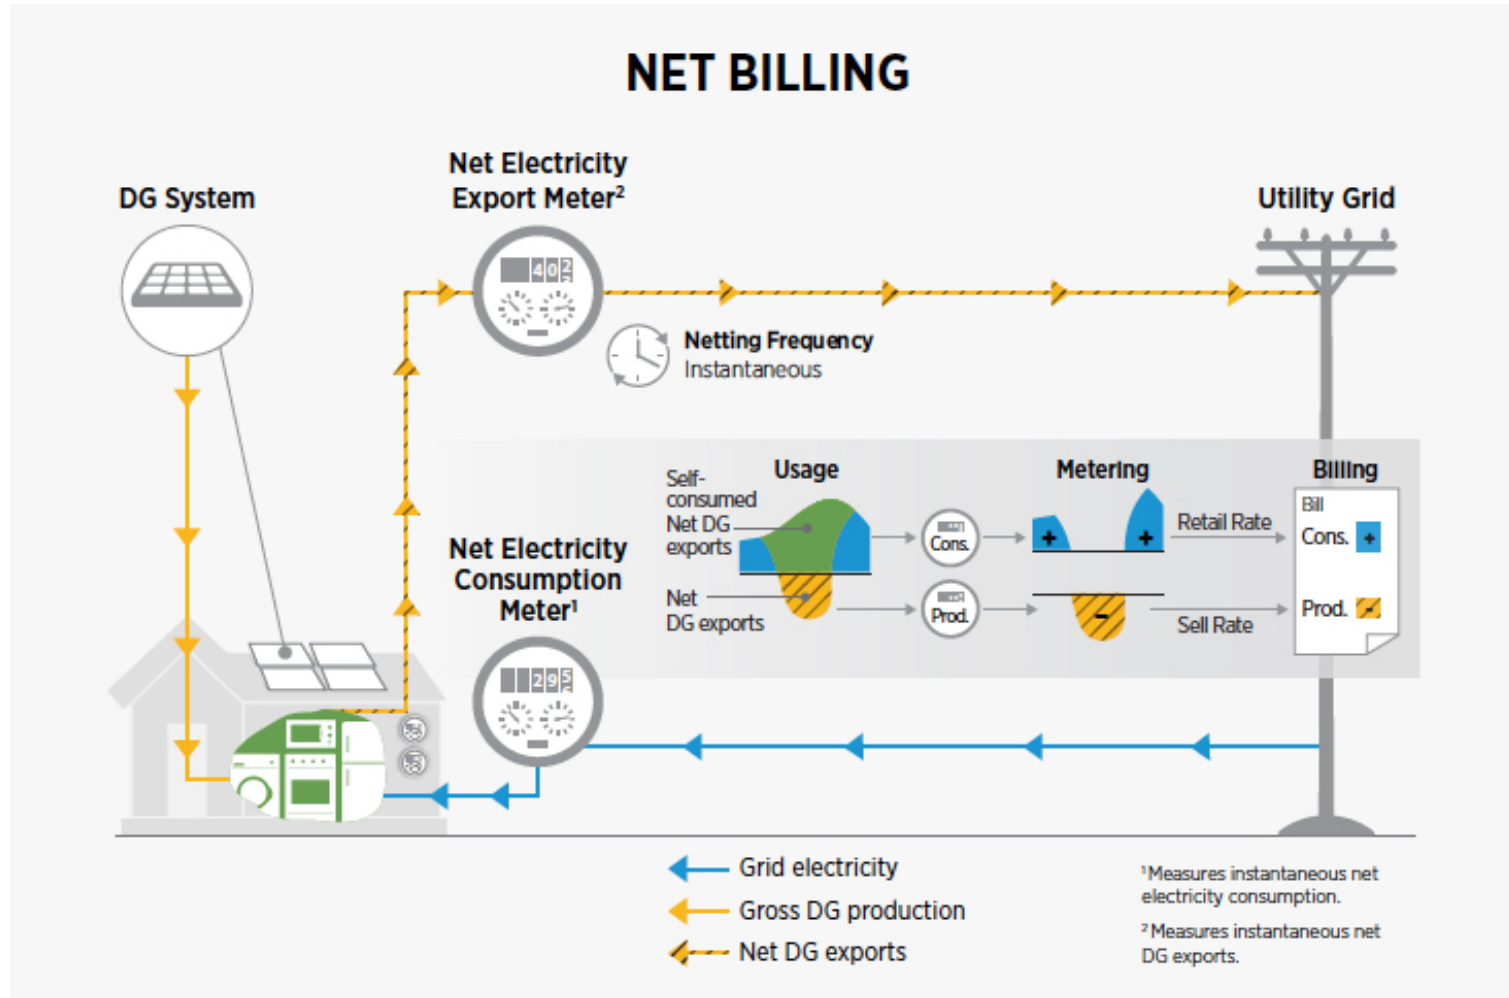 NET BILLING
Net Electricity
Export Meter²
DG System
Utility Grid
402
Netting Frequency
Instantaneous
Usage
Metering
Billing
Self-
consumed
Net DG
exports
Net
DG exports
Cons.
Prod.
+
+
-
Retail Rate
Sell Rate
Bill
Cons. +
Prod. -
Net Electricity
Consumption
Meter¹
295
Grid electricity
Gross DG production
Net DG exports
¹Measures instantaneous net
electricity consumption.
²Measures instantaneous net
DG exports.